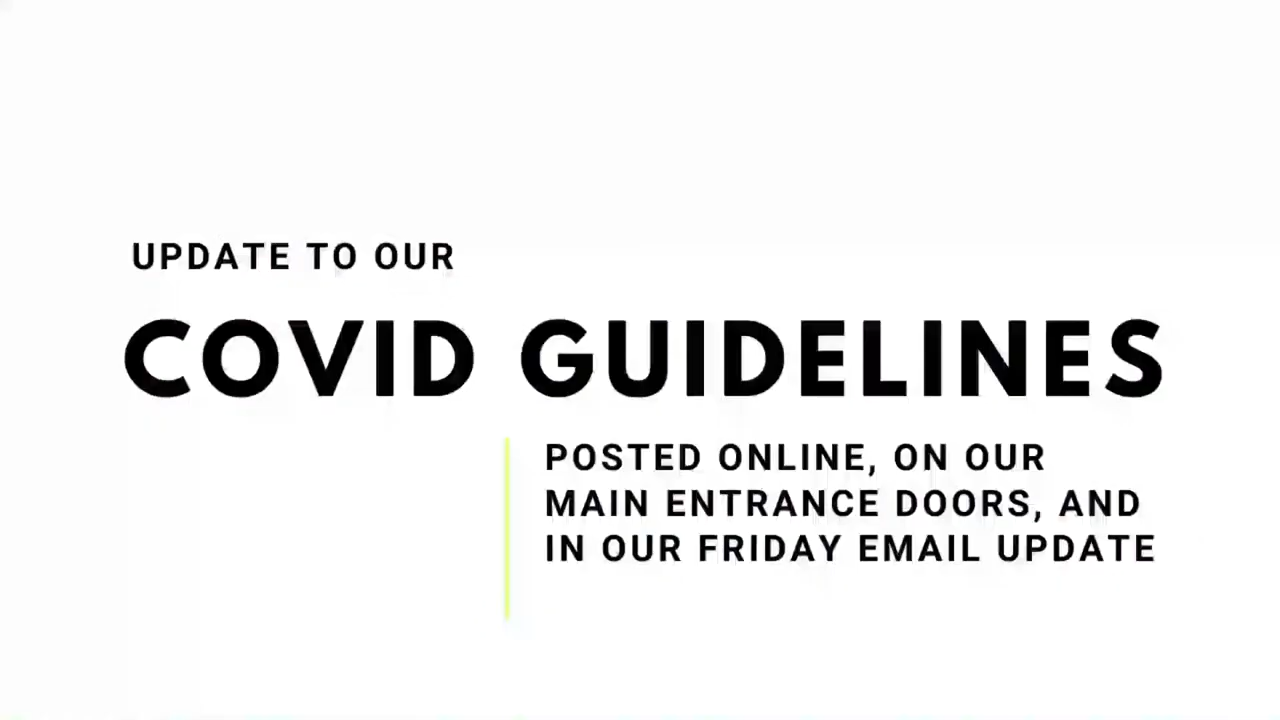 UPDATE TO OUR
COVID GUIDELINES
POSTED ONLINE, ON OUR
MAIN ENTRANCE DOORS, AND
IN OUR FRIDAY EMAIL UPDATE